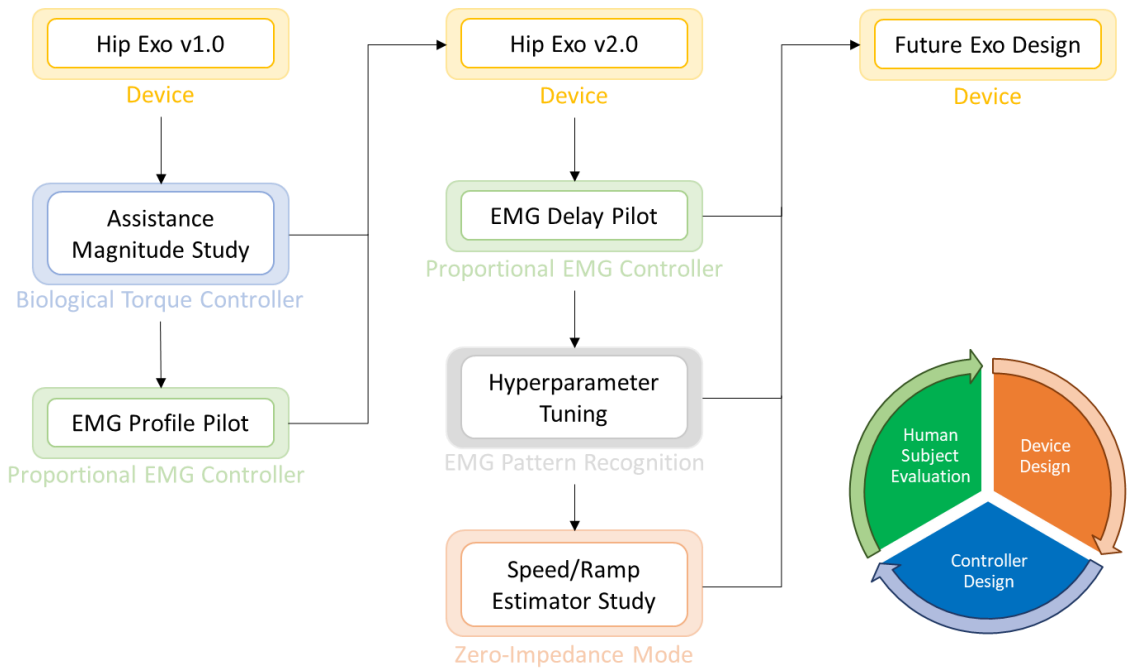 Hip Exo v1.0
Device
Assistance
Magnitude Study
Biological Torque Controller
EMG Profile Pilot
Proportional EMG Controller
Hip Exo v2.0
Device
EMG Delay Pilot
Proportional EMG Controller
Hyperparameter
Tuning
EMG Pattern Recognition
Speed/Ramp
Estimator Study
Zero-Impedance Mode
Future Exo Design
Device
Human
Subject
Evaluation
Device
Design
Controller
Design